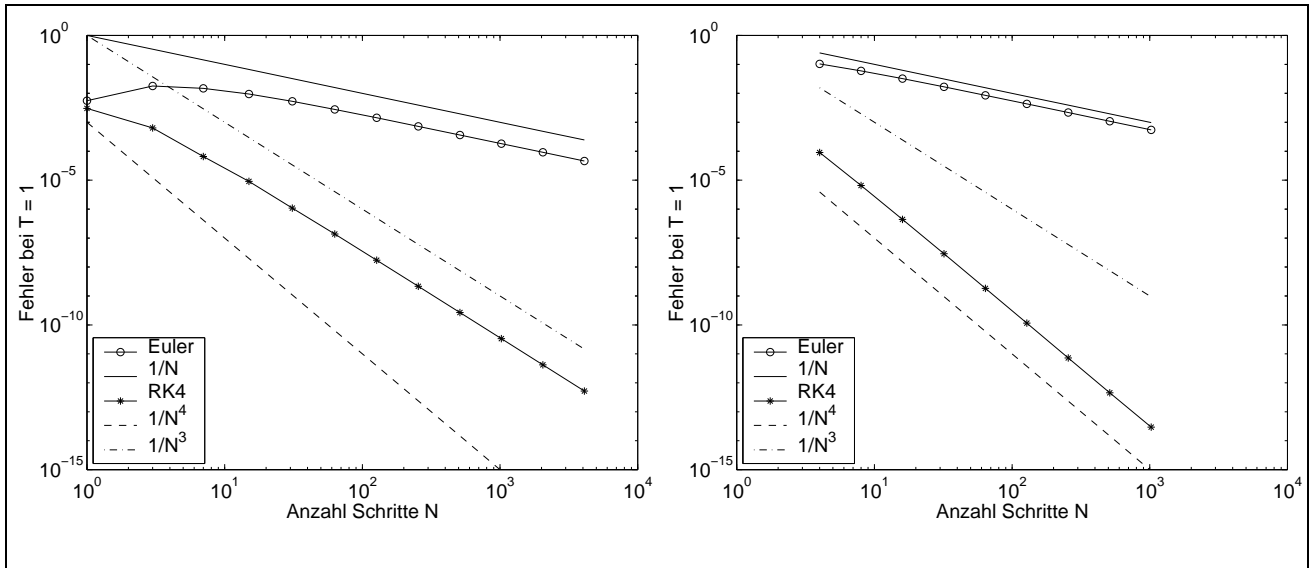 10^0
10^-5
10^-10
10^-15
Fehler bei T = 1
Euler
1/N
RK4
1/N^4
1/N^3
10^0 10^1 10^2 10^3 10^4
Anzahl Schritte N
10^0
10^-5
10^-10
10^-15
Fehler bei T = 1
Euler
1/N
RK4
1/N^4
1/N^3
10^0 10^1 10^2 10^3 10^4
Anzahl Schritte N